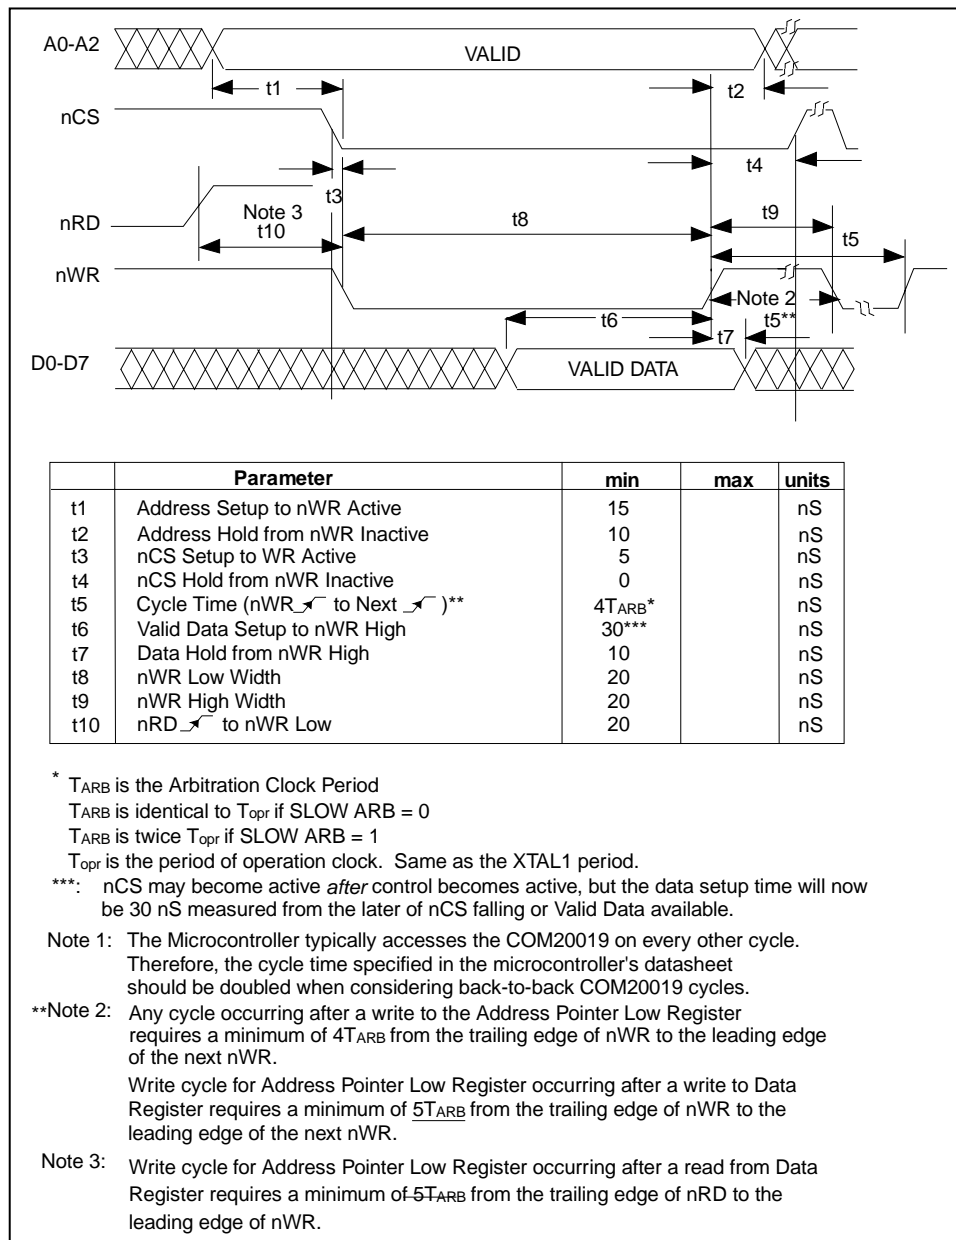 A0-A2
VALID
t1
t2
nCS
t3
t4
nRD
Note 3
t10
t8
t9
t5
nWR
Note 2
t6
t5**
t7
D0-D7
VALID DATA
Parameter min max units
t1 Address Setup to nWR Active 15 nS
t2 Address Hold from nWR Inactive 10 nS
t3 nCS Setup to WR Active 5 nS
t4 nCS Hold from nWR Inactive 0 nS
t5 Cycle Time (nWR to Next )** 4TARB* nS
t6 Valid Data Setup to nWR High 30*** nS
t7 Data Hold from nWR High 10 nS
t8 nWR Low Width 20 nS
t9 nWR High Width 20 nS
t10 nRD to nWR Low 20 nS
* TARB is the Arbitration Clock Period
TARB is identical to Topr if SLOW ARB = 0
TARB is twice Topr if SLOW ARB = 1
Topr is the period of operation clock. Same as the XTAL1 period.
***: nCS may become active after control becomes active, but the data setup time will now
be 30 nS measured from the later of nCS falling or Valid Data available.
Note 1: The Microcontroller typically accesses the COM20019 on every other cycle.
Therefore, the cycle time specified in the microcontroller's datasheet
should be doubled when considering back-to-back COM20019 cycles.
**Note 2: Any cycle occurring after a write to the Address Pointer Low Register
requires a minimum of 4TARB from the trailing edge of nWR to the leading edge
of the next nWR.
Write cycle for Address Pointer Low Register occurring after a write to Data
Register requires a minimum of 5TARB from the trailing edge of nWR to the
leading edge of the next nWR.
Note 3: Write cycle for Address Pointer Low Register occurring after a read from Data
Register requires a minimum of 5TARB from the trailing edge of nRD to the
leading edge of nWR.